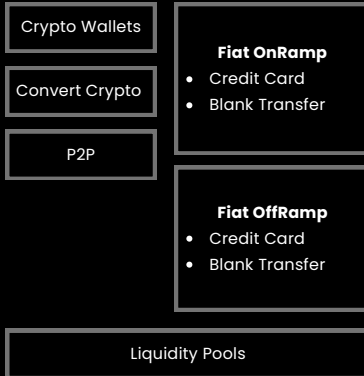 Crypto Wallets
Convert Crypto
P2P
Fiat OnRamp
• Credit Card
• Blank Transfer
Fiat OffRamp
• Credit Card
• Blank Transfer
Liquidity Pools